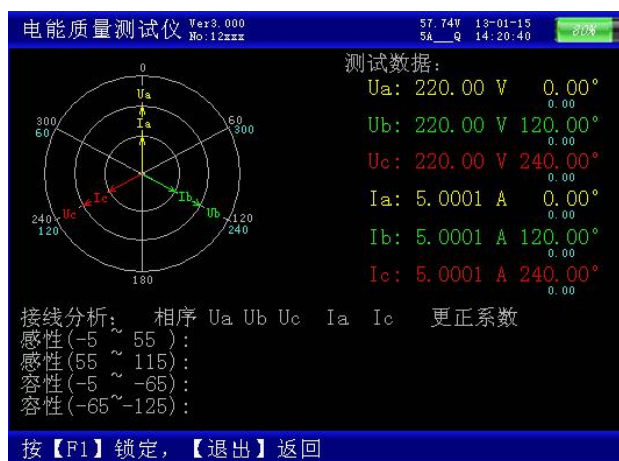 电能质量测试仪 Ver3.000 57.74V 13-01-15 80%
No:12xxx 5A__Q 14:20:40
测试数据:
0
Ua
Ia
300 60
60 300
Ic
Uc
Ib
Ub
240 120
120 240
180
Ua: 220.00 V 0.00°
0.00
Ub: 220.00 V 120.00°
0.00
Uc: 220.00 V 240.00°
0.00
Ia: 5.0001 A 0.00°
0.00
Ib: 5.0001 A 120.00°
0.00
Ic: 5.0001 A 240.00°
0.00
接线分析: 相序 Ua Ub Uc Ia Ic 更正系数
感性(-5 ~ 55 ):
感性(55 ~ 115):
容性(-5 ~ -65):
容性(-65~-125):
按【F1】锁定,【退出】返回